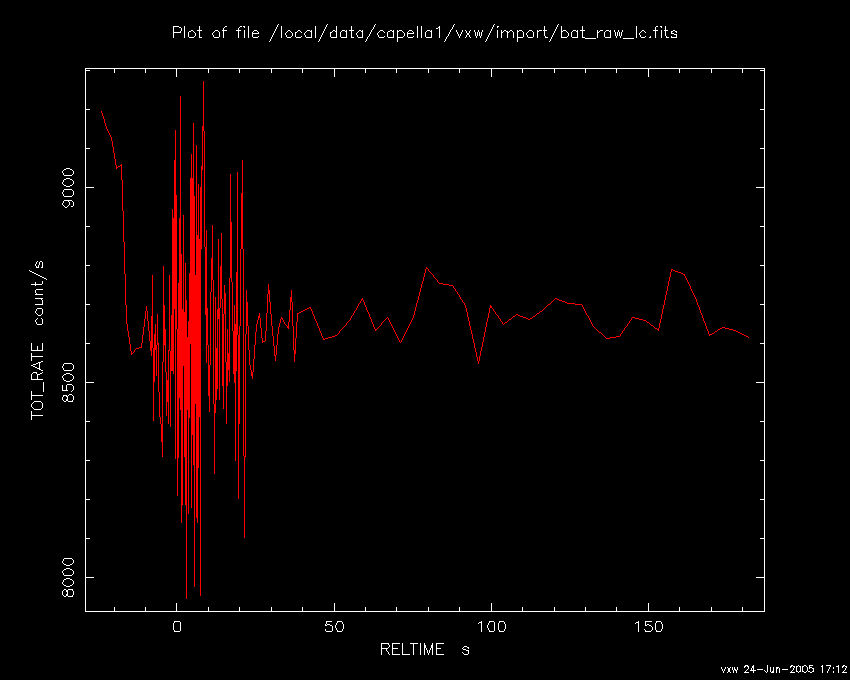 Plot of file /local/data/capella1/vxw/import/bat_raw_lc.fits
9000
8500
8000
TOT_RATE count/s
0 50 100 150
RELTIME s
vxw 24-Jun-2005 17:12